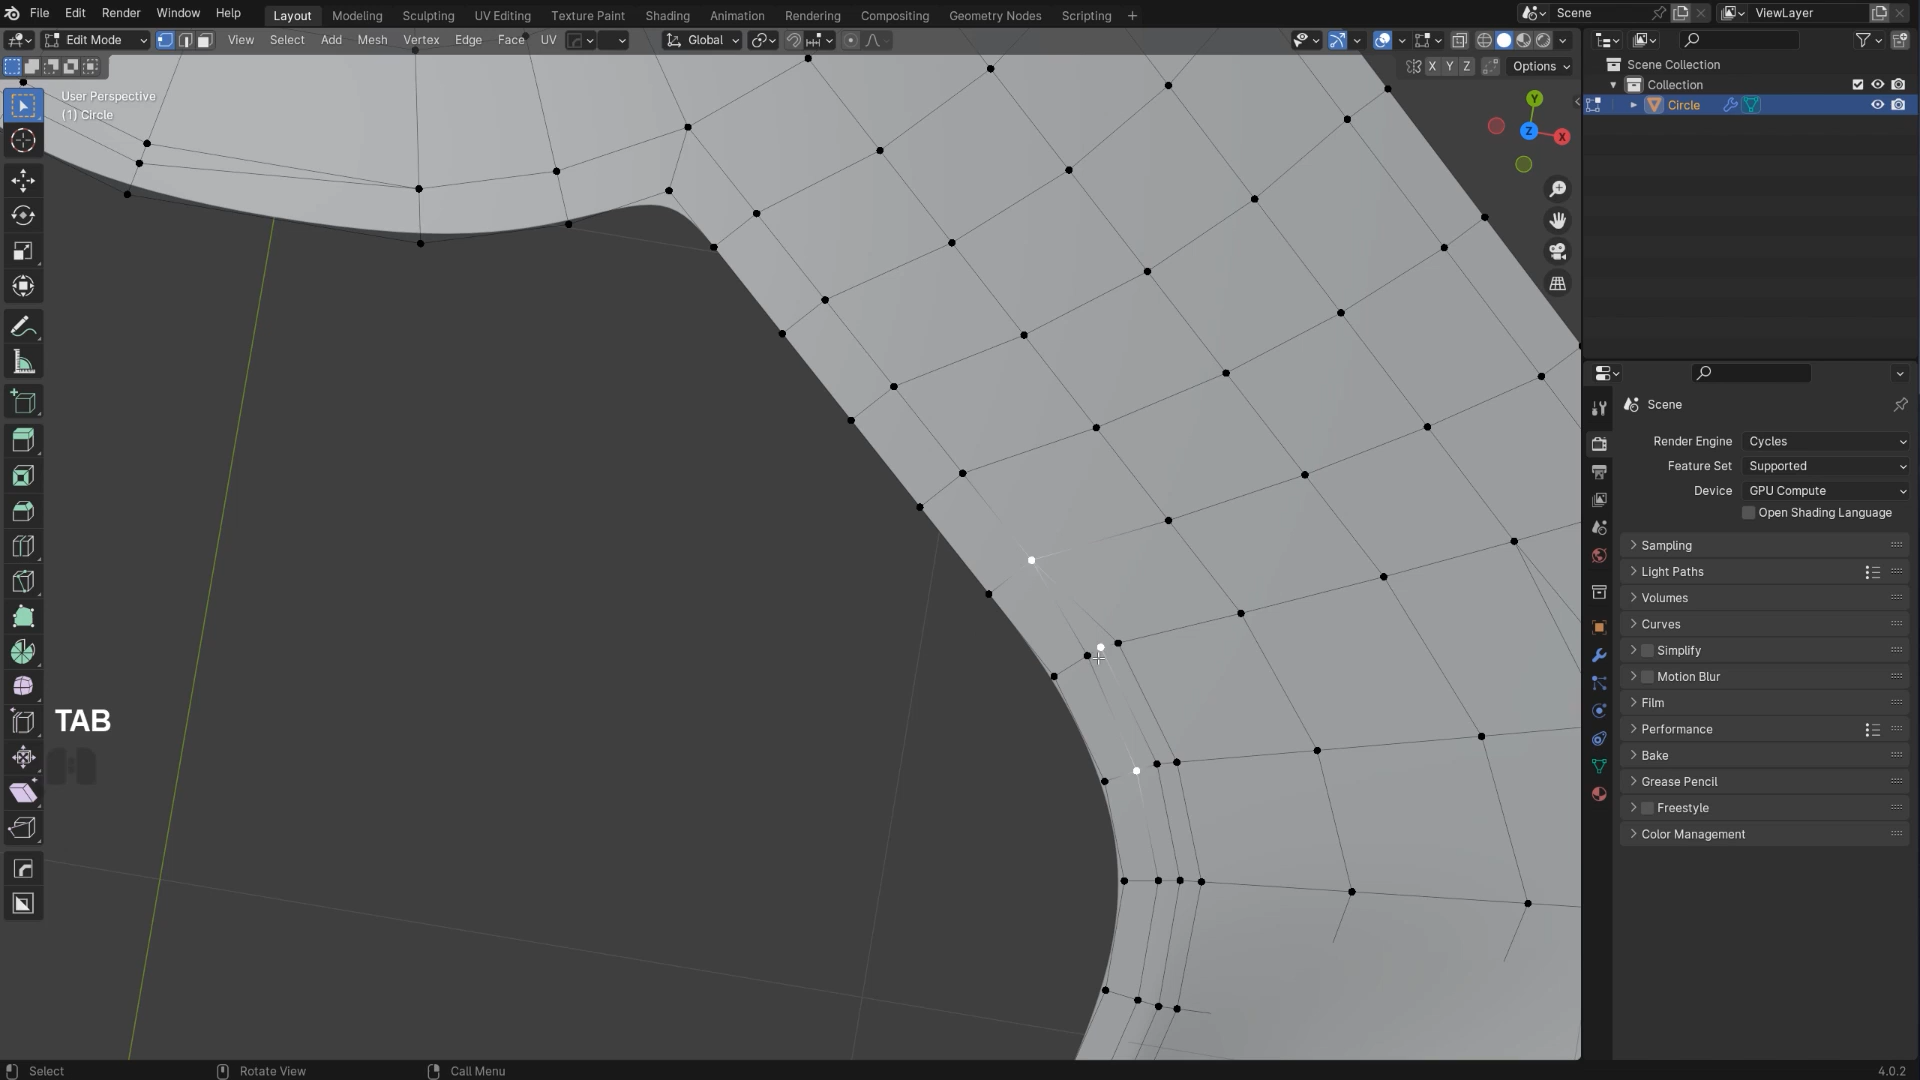 File Edit Render Window Help Layout Modeling Sculpting UV Editing Texture Paint Shading Animation Rendering Compositing Geometry Nodes Scripting + Scene ViewLayer
Edit Mode View Select Add Mesh Vertex Edge Face UV Global
X Y Z Options
User Perspective
(1) Circle
Y
Z X
TAB
Scene Collection
Collection
Circle
Scene
Render Engine Cycles
Feature Set Supported
Device GPU Compute
Open Shading Language
Sampling
Light Paths
Volumes
Curves
Simplify
Motion Blur
Film
Performance
Bake
Grease Pencil
Freestyle
Color Management
Select Rotate View Call Menu 4.0.2